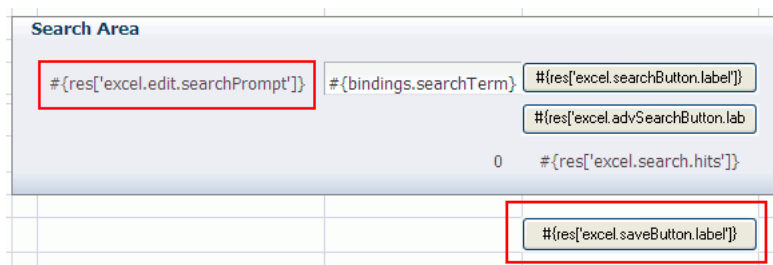 Search Area
#{res['excel.edit.searchPrompt']} #{bindings.searchTerm} #{res['excel.searchButton.label']}
#{res['excel.advSearchButton.lab
0 #{res['excel.search.hits']}
#{res['excel.saveButton.label']}